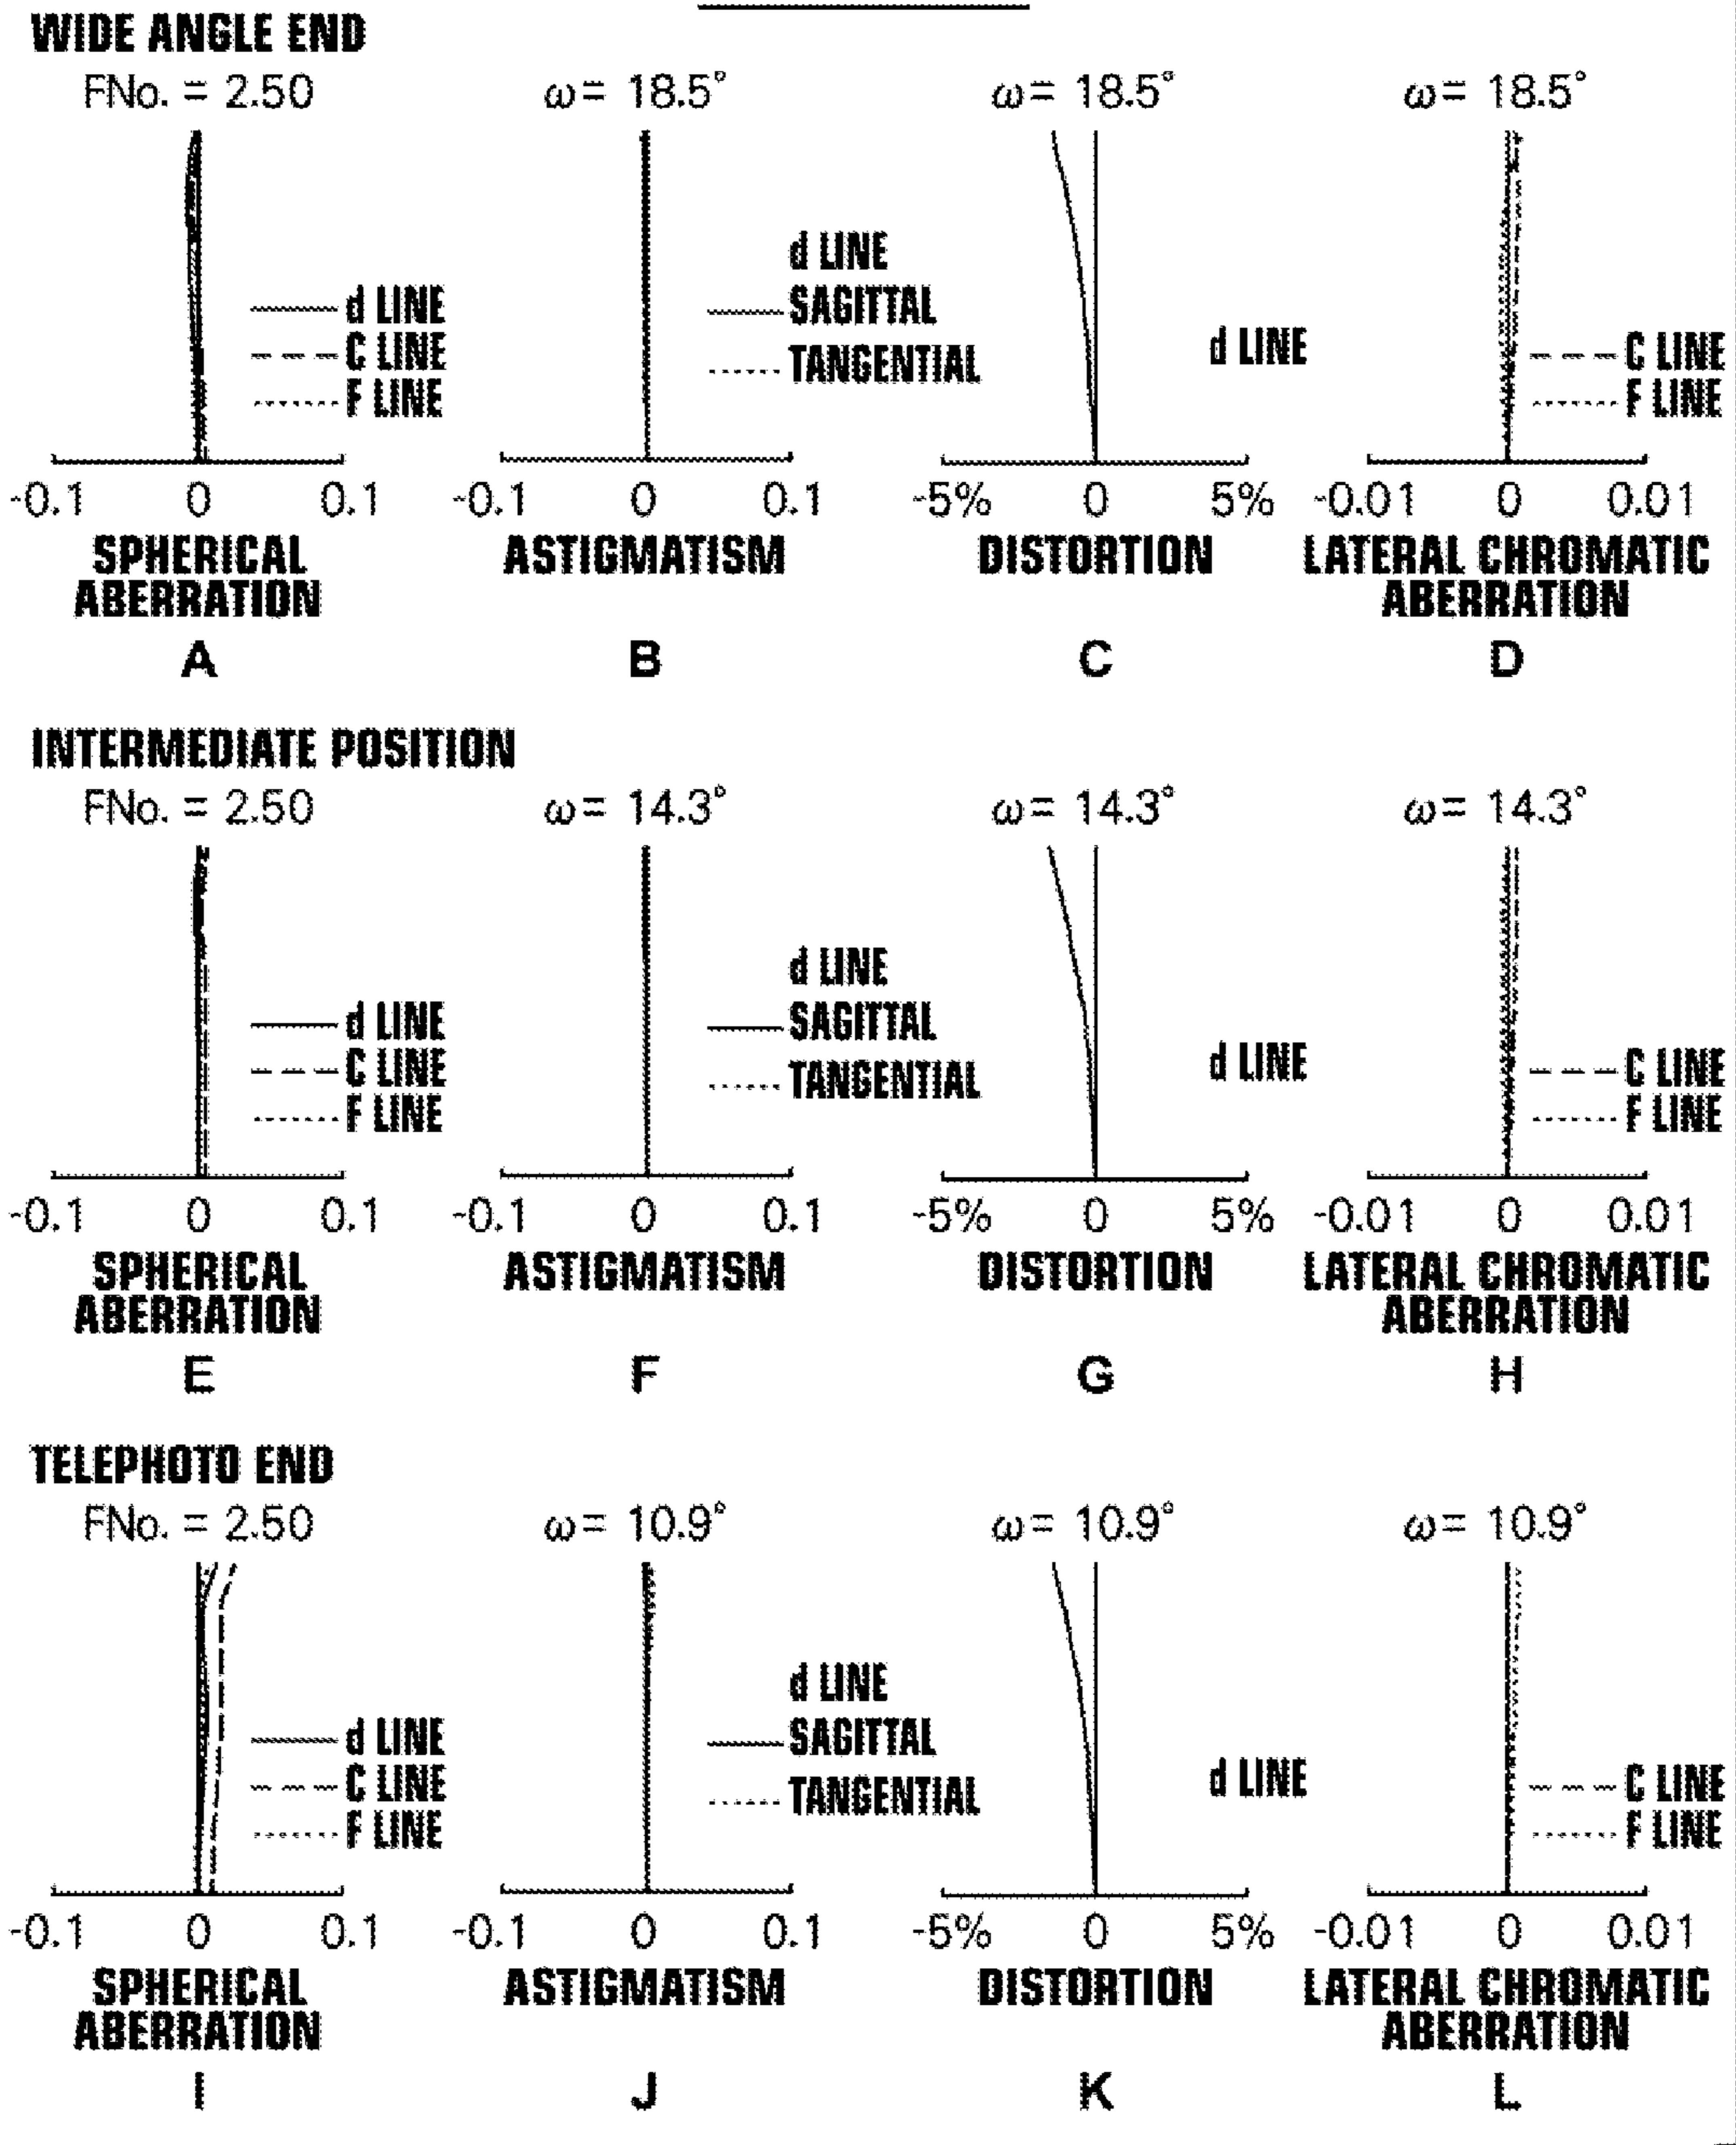 WIDE ANGLE END
FNo. = 2.50
ω= 18.5°
ω= 18.5°
ω= 18.5°
d LINE
C LINE
F LINE
d LINE
SAGITTAL
TANGENTIAL
d LINE
C LINE
F LINE
-0.1 0 0.1
-0.1 0 0.1
-5% 0 5%
-0.01 0 0.01
SPHERICAL
ABERRATION
ASTIGMATISM
DISTORTION
LATERAL CHROMATIC
ABERRATION
A
B
C
D
INTERMEDIATE POSITION
FNo. = 2.50
ω= 14.3°
ω= 14.3°
ω= 14.3°
d LINE
C LINE
F LINE
d LINE
SAGITTAL
TANGENTIAL
d LINE
C LINE
F LINE
-0.1 0 0.1
-0.1 0 0.1
-5% 0 5%
-0.01 0 0.01
SPHERICAL
ABERRATION
ASTIGMATISM
DISTORTION
LATERAL CHROMATIC
ABERRATION
E
F
G
H
TELEPHOTO END
FNo. = 2.50
ω= 10.9°
ω= 10.9°
ω= 10.9°
d LINE
C LINE
F LINE
d LINE
SAGITTAL
TANGENTIAL
d LINE
C LINE
F LINE
-0.1 0 0.1
-0.1 0 0.1
-5% 0 5%
-0.01 0 0.01
SPHERICAL
ABERRATION
ASTIGMATISM
DISTORTION
LATERAL CHROMATIC
ABERRATION
I
J
K
L